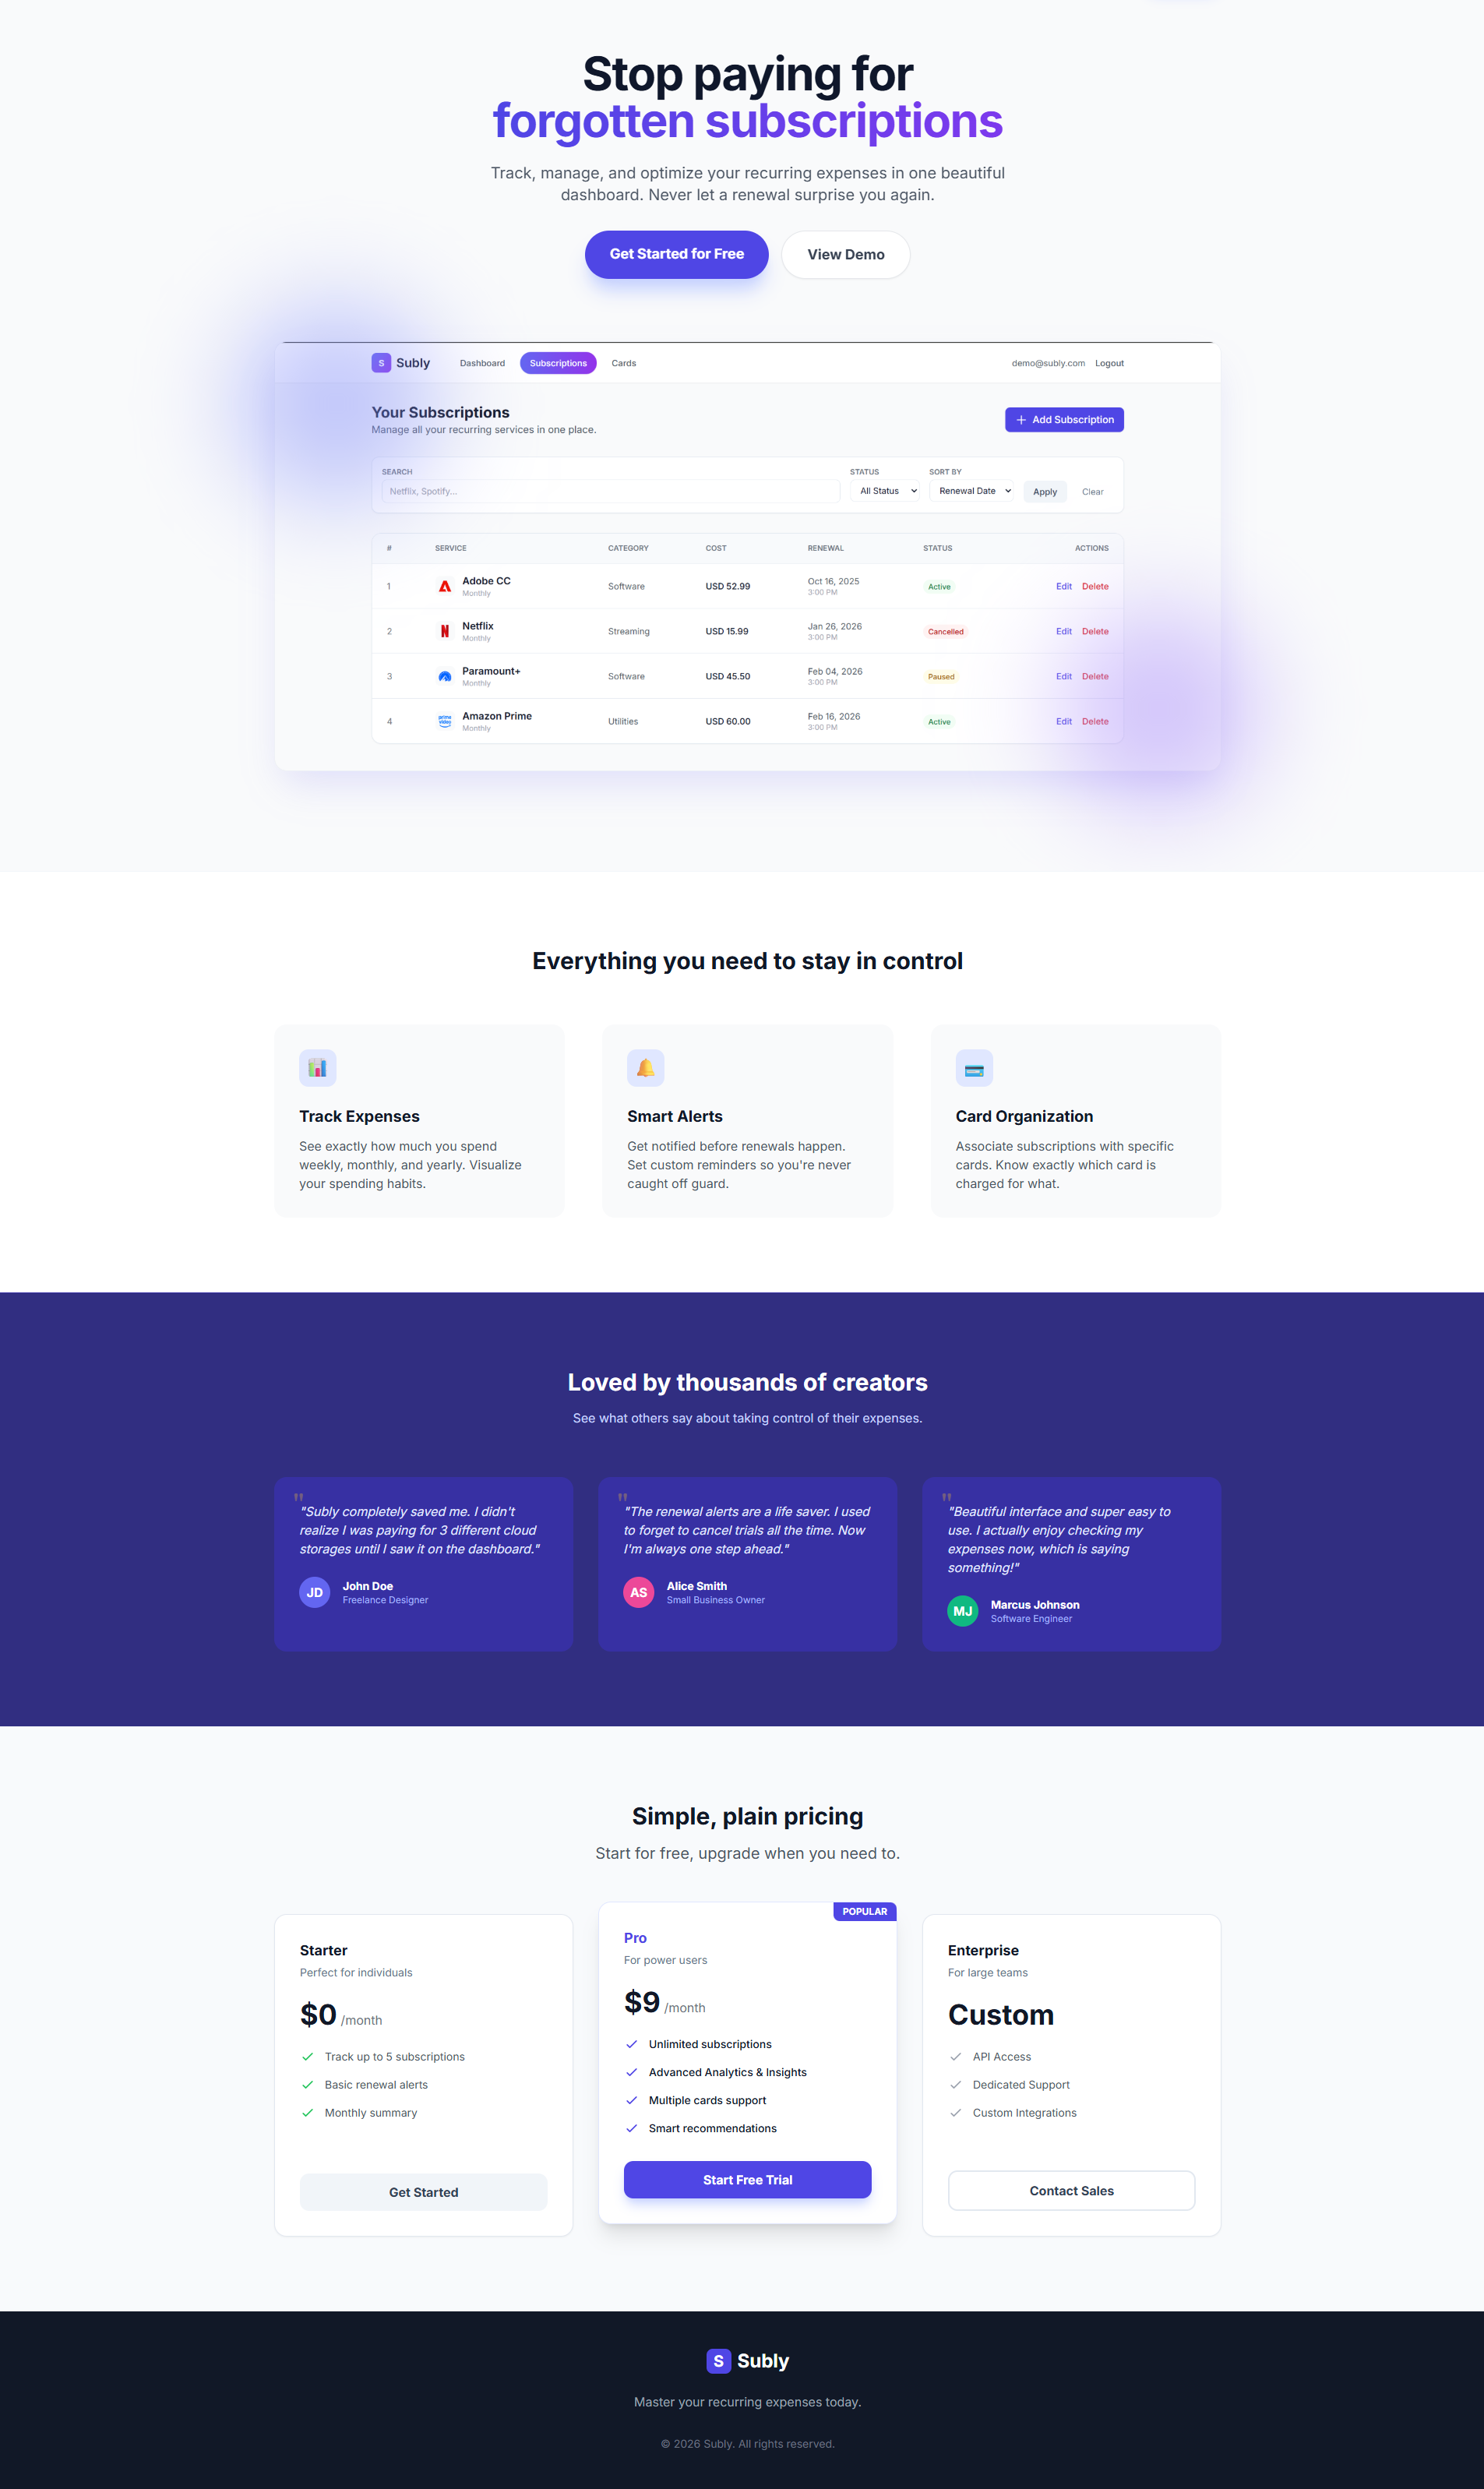 Stop paying for
forgotten subscriptions
Track, manage, and optimize your recurring expenses in one beautiful
dashboard. Never let a renewal surprise you again.
Get Started for Free
View Demo
S Subly Dashboard Subscriptions Cards demo@subly.com Logout
Your Subscriptions
Manage all your recurring services in one place.
+ Add Subscription
SEARCH STATUS SORT BY
Netflix, Spotify... All Status Renewal Date Apply Clear
# SERVICE CATEGORY COST RENEWAL STATUS ACTIONS
1 Adobe CC Software USD 52.99 Oct 16, 2025 Active Edit Delete
Monthly 3:00 PM
2 Netflix Streaming USD 15.99 Jan 26, 2026 Cancelled Edit Delete
Monthly 3:00 PM
3 Paramount+ Software USD 45.50 Feb 04, 2026 Paused Edit Delete
Monthly 3:00 PM
4 prime video Amazon Prime Utilities USD 60.00 Feb 16, 2026 Active Edit Delete
Monthly 3:00 PM
Everything you need to stay in control
Track Expenses
See exactly how much you spend
weekly, monthly, and yearly. Visualize
your spending habits.
Smart Alerts
Get notified before renewals happen.
Set custom reminders so you're never
caught off guard.
Card Organization
Associate subscriptions with specific
cards. Know exactly which card is
charged for what.
Loved by thousands of creators
See what others say about taking control of their expenses.
"
"Subly completely saved me. I didn't
realize I was paying for 3 different cloud
storages until I saw it on the dashboard."
JD John Doe
Freelance Designer
"
"The renewal alerts are a life saver. I used
to forget to cancel trials all the time. Now
I'm always one step ahead."
AS Alice Smith
Small Business Owner
"
"Beautiful interface and super easy to
use. I actually enjoy checking my
expenses now, which is saying
something!"
MJ Marcus Johnson
Software Engineer
Simple, plain pricing
Start for free, upgrade when you need to.
Starter
Perfect for individuals
$0 /month
Track up to 5 subscriptions
Basic renewal alerts
Monthly summary
Get Started
POPULAR
Pro
For power users
$9 /month
Unlimited subscriptions
Advanced Analytics & Insights
Multiple cards support
Smart recommendations
Start Free Trial
Enterprise
For large teams
Custom
API Access
Dedicated Support
Custom Integrations
Contact Sales
S Subly
Master your recurring expenses today.
© 2026 Subly. All rights reserved.